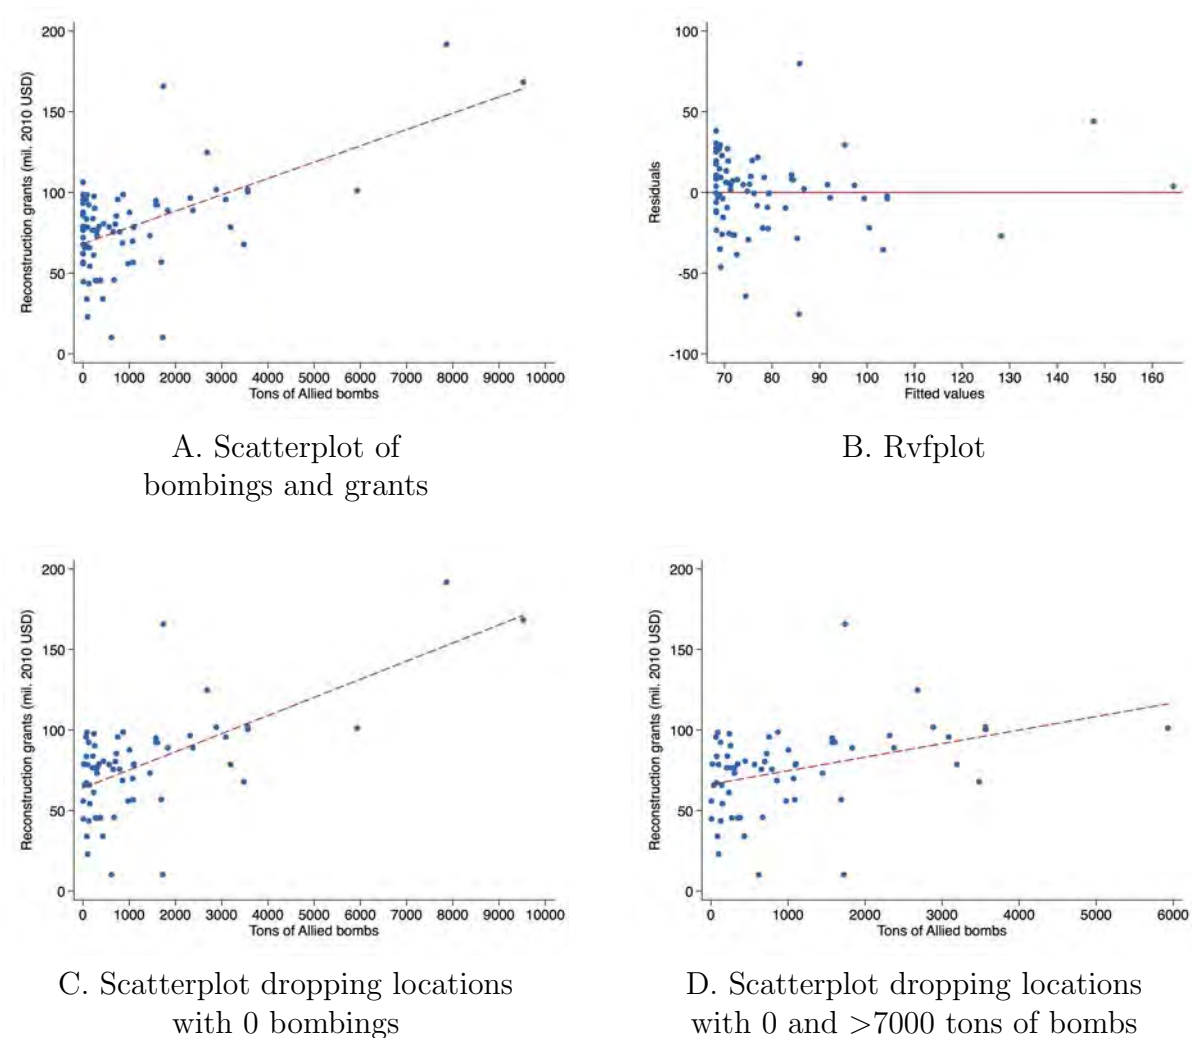 200
150
100
50
0
Reconstruction grants (mil. 2010 USD)
0 1000 2000 3000 4000 5000 6000 7000 8000 9000 10000
Tons of Allied bombs
A. Scatterplot of
bombings and grants
100
50
0
-50
-100
Residuals
70 80 90 100 110 120 130 140 150 160
Fitted values
B. Rvfplot
200
150
100
50
0
Reconstruction grants (mil. 2010 USD)
0 1000 2000 3000 4000 5000 6000 7000 8000 9000 10000
Tons of Allied bombs
C. Scatterplot dropping locations
with 0 bombings
200
150
100
50
0
Reconstruction grants (mil. 2010 USD)
0 1000 2000 3000 4000 5000 6000
Tons of Allied bombs
D. Scatterplot dropping locations
with 0 and >7000 tons of bombs